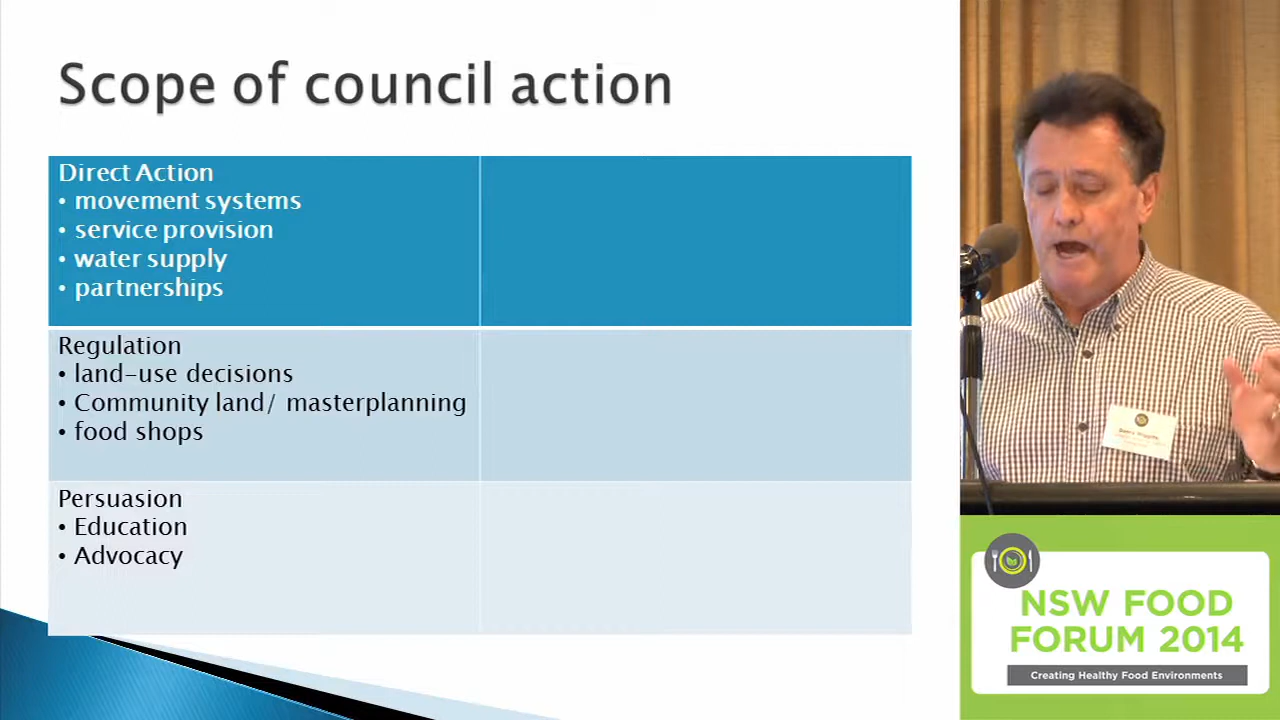 Scope of council action
Direct Action
• movement systems
• service provision
• water supply
• partnerships
Regulation
• land-use decisions
• Community land/ masterplanning
• food shops
Persuasion
• Education
• Advocacy
NSW FOOD
FORUM 2014
Creating Healthy Food Environments